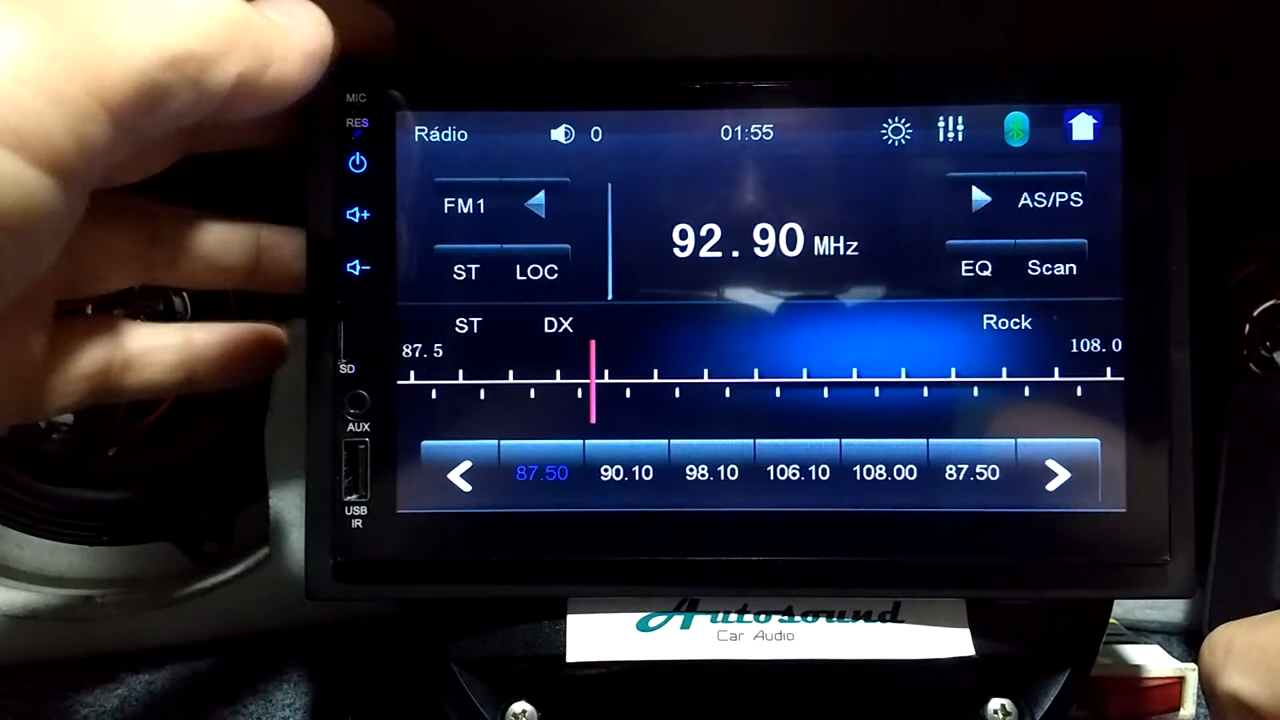 MIC
RES
Rádio 0 01:55
FM1 AS/PS
92.90 MHz
ST LOC EQ Scan
ST DX Rock
87.5 108.0
SD
AUX
87.50 90.10 98.10 106.10 108.00 87.50
USB
IR
Autosound
Car Audio